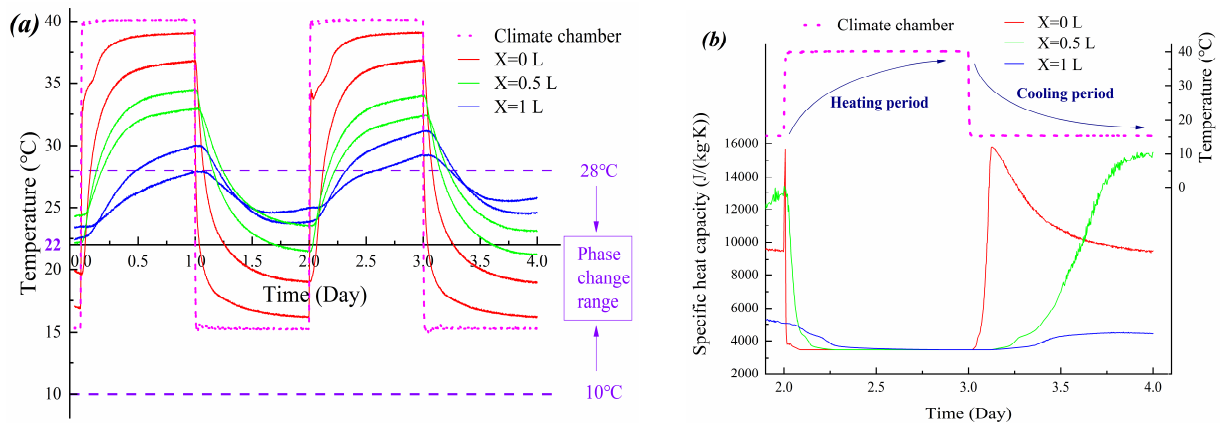 (a)
Temperature (°C)
40
35
30
25
22
20
15
10
0.0
0.5
1.0
1.5
2.0
2.5
3.0
3.5
4.0
Time (Day)
Climate chamber
X=0 L
X=0.5 L
X=1 L
28°C
Phase
change
range
10°C
(b)
Climate chamber
X=0 L
X=0.5 L
X=1 L
Heating period
Cooling period
Specific heat capacity (J/(kg·K))
16000
14000
12000
10000
8000
6000
4000
2000
2.0
2.5
3.0
3.5
4.0
Time (Day)
40
30
20
10
0
Temperature (°C)